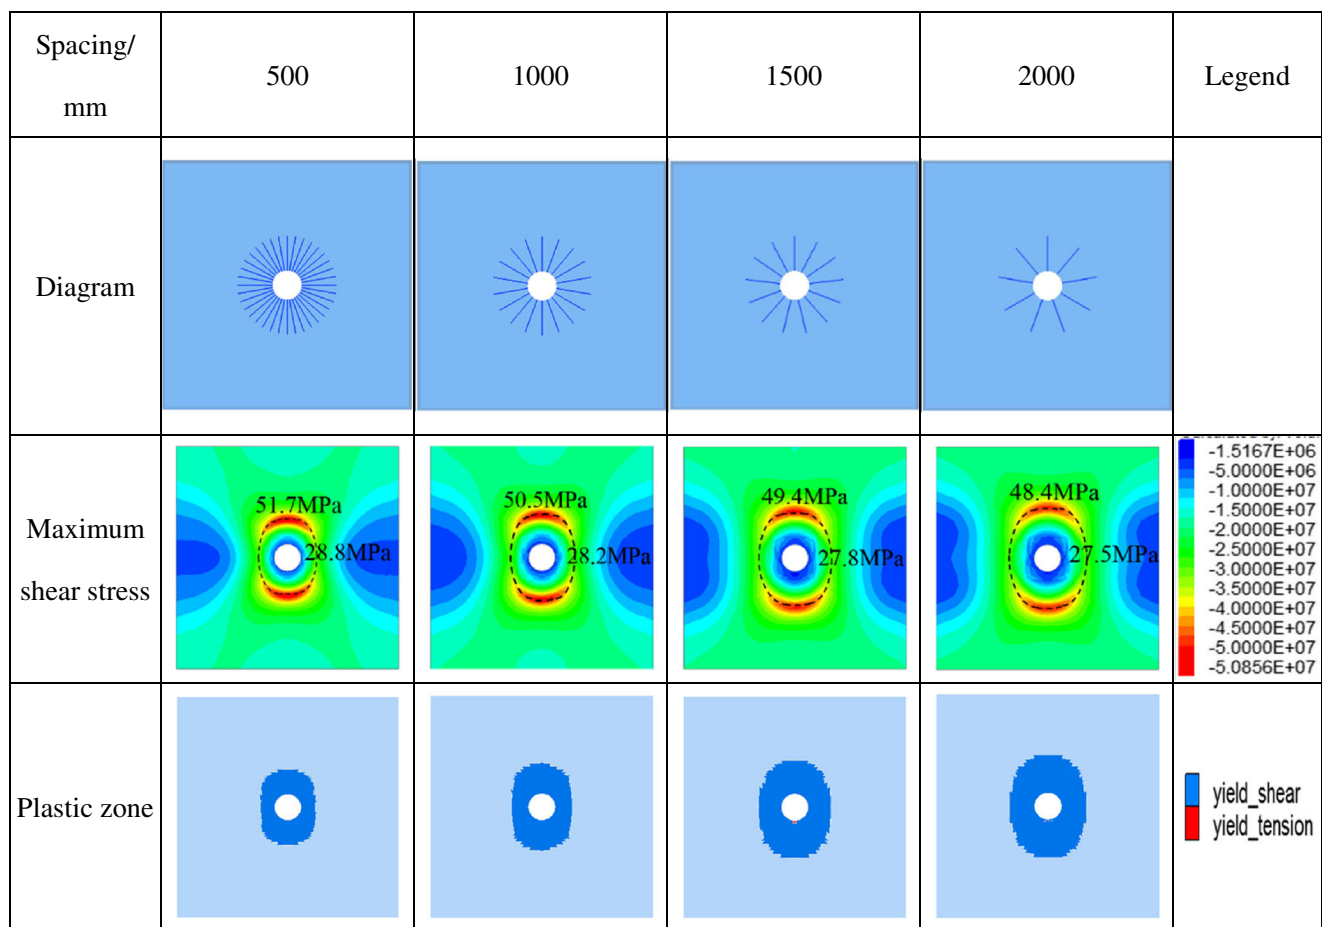 Spacing/
mm
500
1000
1500
2000
Legend
Diagram
Maximum
shear stress
51.7MPa
28.8MPa
50.5MPa
28.2MPa
49.4MPa
27.8MPa
48.4MPa
27.5MPa
-1.5167E+06
-5.0000E+06
-1.0000E+07
-1.5000E+07
-2.0000E+07
-2.5000E+07
-3.0000E+07
-3.5000E+07
-4.0000E+07
-4.5000E+07
-5.0000E+07
-5.0856E+07
Plastic zone
yield_shear
yield_tension